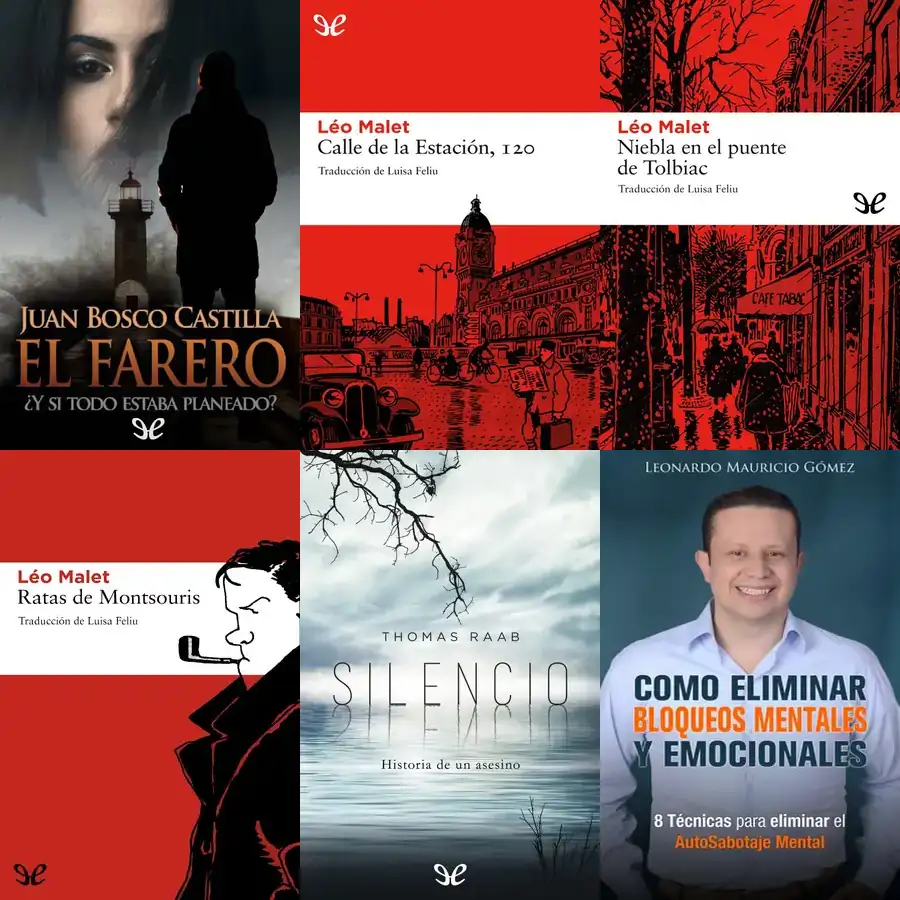 JUAN BOSCO CASTILLA
EL FARERO
¿Y SI TODO ESTABA PLANEADO?
Léo Malet
Calle de la Estación, 120
Traducción de Luisa Feliu
Léo Malet
Niebla en el puente
de Tolbiac
Traducción de Luisa Feliu
CAFE TABAC
Léo Malet
Ratas de Montsouris
Traducción de Luisa Feliu
THOMAS RAAB
SILENCIO
Historia de un asesino
LEONARDO MAURICIO GÓMEZ
COMO ELIMINAR
BLOQUEOS MENTALES
Y EMOCIONALES
8 Técnicas para eliminar el
AutoSabotaje Mental